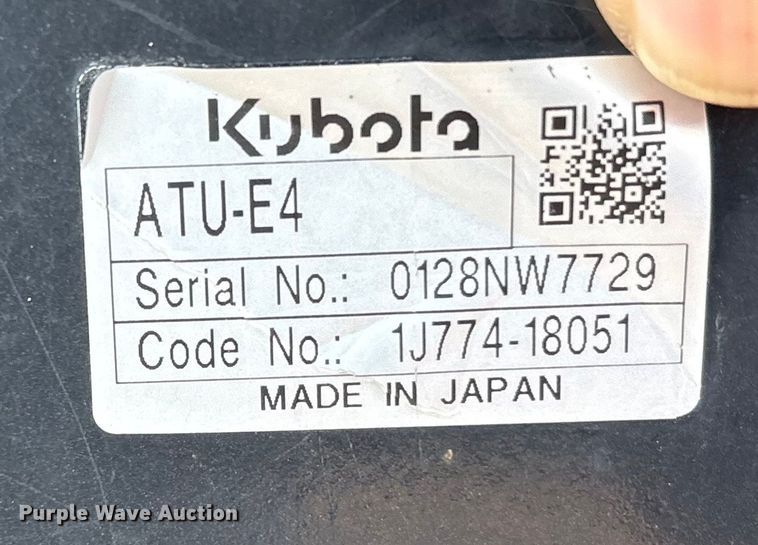 Kubota
ATU-E4
Serial No.: 0128NW7729
Code No.: 1J774-18051
MADE IN JAPAN
Purple Wave Auction